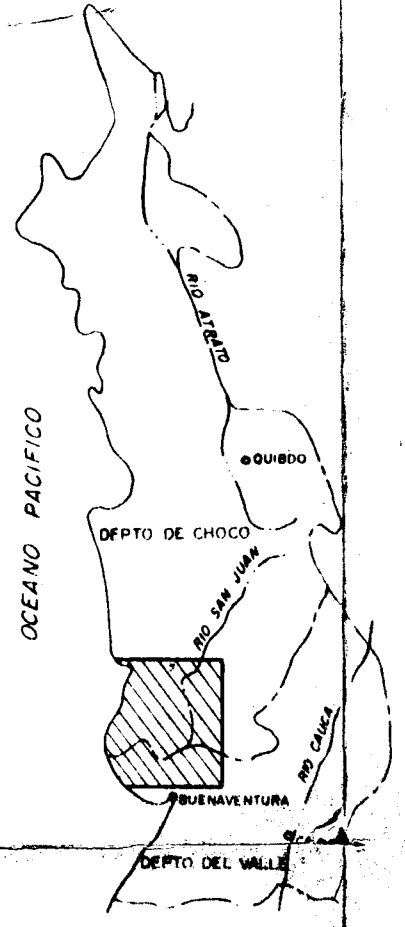 RIO ATRATO
QUIBDO
OCEANO PACIFICO
DEPTO DE CHOCO
RIO SAN JUAN
RIO CAUCA
BUENAVENTURA
DEPTO DEL VALLE